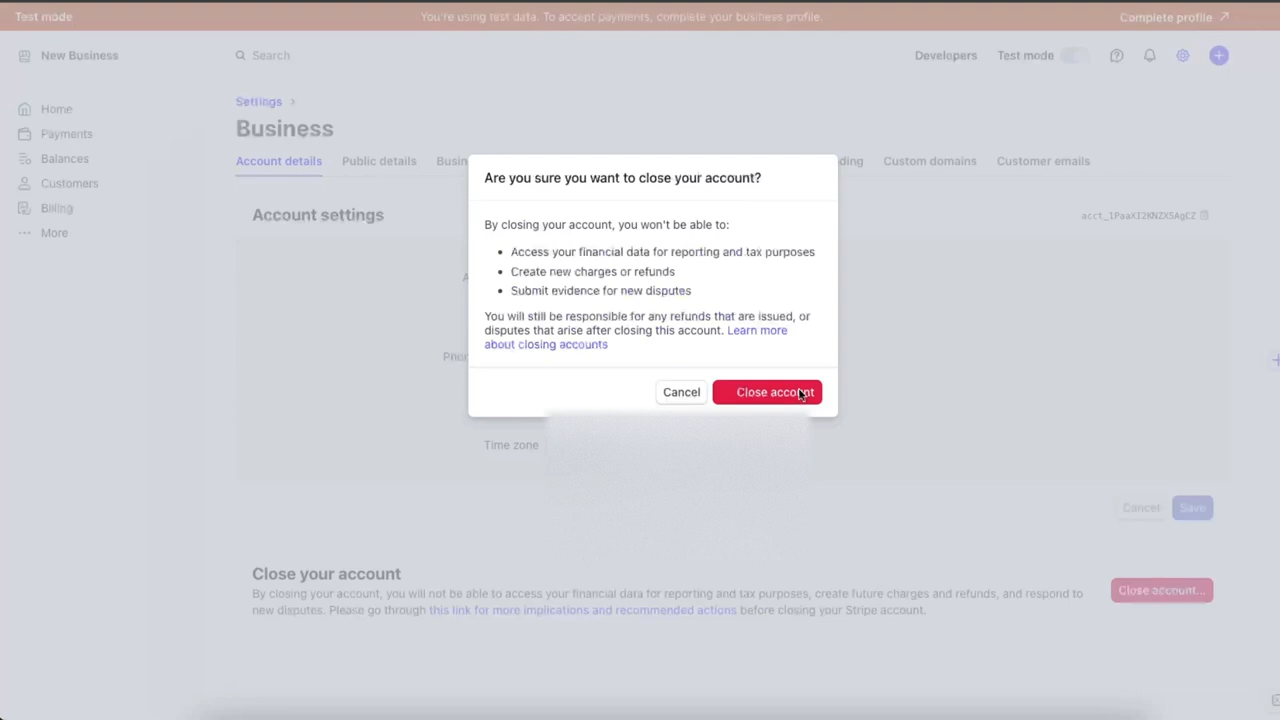 Test mode
You're using test data. To accept payments, complete your business profile.
Complete profile
New Business
Search
Developers
Test mode
Home
Payments
Balances
Customers
Billing
More
Settings
Business
Account details
Public details
Custom domains
Customer emails
Account settings
Are you sure you want to close your account?
By closing your account, you won't be able to:
Access your financial data for reporting and tax purposes
Create new charges or refunds
Submit evidence for new disputes
You will still be responsible for any refunds that are issued, or
disputes that arise after closing this account. Learn more
about closing accounts
Cancel
Close account
Time zone
Cancel
Save
Close your account
By closing your account, you will not be able to access your financial data for reporting and tax purposes, create future charges and refunds, and respond to
new disputes. Please go through this link for more implications and recommended actions before closing your Stripe account.
Close account...